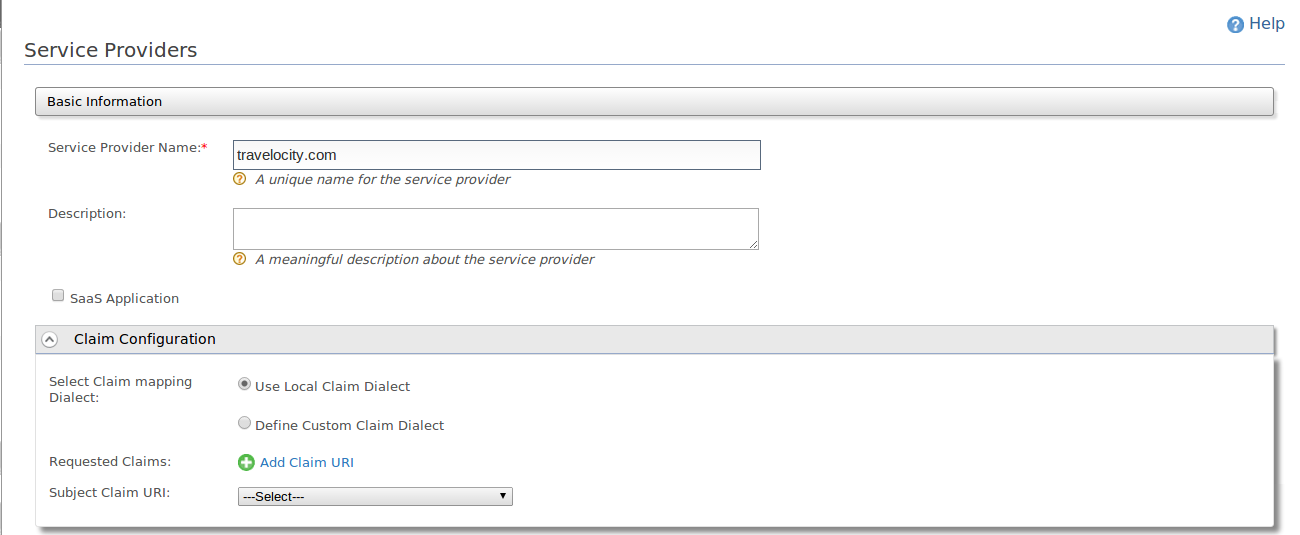 Help
Service Providers
Basic Information
Service Provider Name:*
travelocity.com
? A unique name for the service provider
Description:
? A meaningful description about the service provider
SaaS Application
Claim Configuration
Select Claim mapping
Dialect:
Use Local Claim Dialect
Define Custom Claim Dialect
Requested Claims:
Add Claim URI
Subject Claim URI:
---Select---